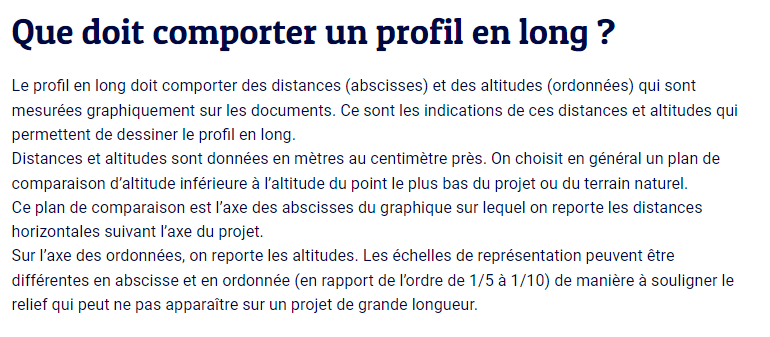 Que doit comporter un profil en long ?
Le profil en long doit comporter des distances (abscisses) et des altitudes (ordonnées) qui sont
mesurées graphiquement sur les documents. Ce sont les indications de ces distances et altitudes qui
permettent de dessiner le profil en long.
Distances et altitudes sont données en mètres au centimètre près. On choisit en général un plan de
comparaison d’altitude inférieure à l’altitude du point le plus bas du projet ou du terrain naturel.
Ce plan de comparaison est l’axe des abscisses du graphique sur lequel on reporte les distances
horizontales suivant l’axe du projet.
Sur l’axe des ordonnées, on reporte les altitudes. Les échelles de représentation peuvent être
différentes en abscisse et en ordonnée (en rapport de l’ordre de 1/5 à 1/10) de manière à souligner le
relief qui peut ne pas apparaître sur un projet de grande longueur.